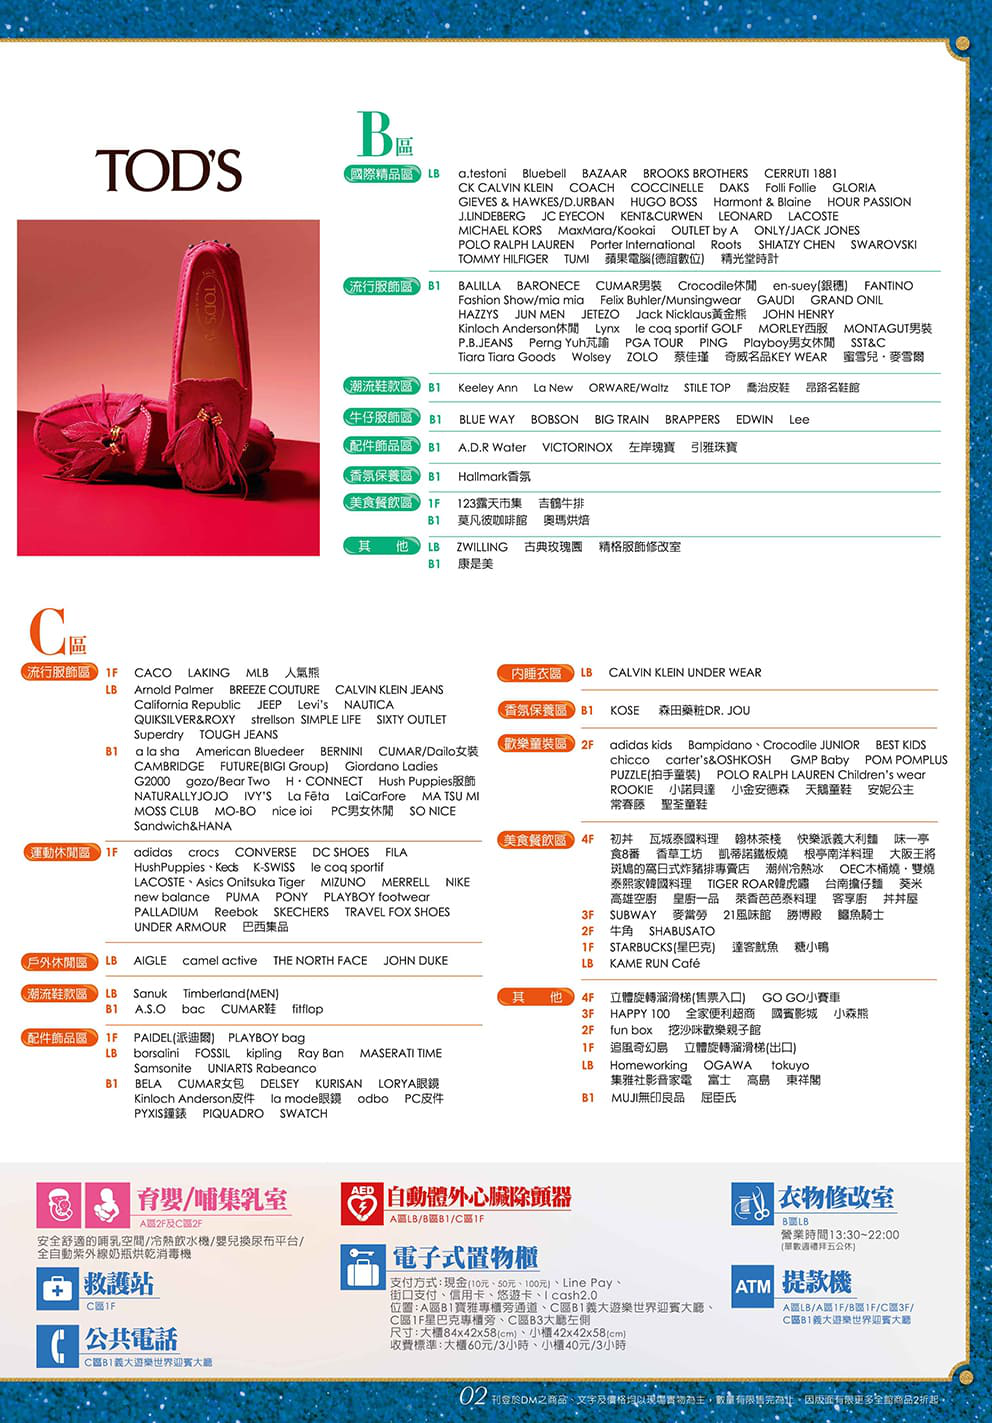 TOD'S
TOD'S
B區
國際精品區 LB a.testoni Bluebell BAZAAR BROOKS BROTHERS CERRUTI 1881
CK CALVIN KLEIN COACH COCCINELLE DAKS Folli Follie GLORIA
GIEVES & HAWKES/D.URBAN HUGO BOSS Harmont & Blaine HOUR PASSION
J.LINDEBERG JC EYECON KENT&CURWEN LEONARD LACOSTE
MICHAEL KORS MaxMara/Kookai OUTLET by A ONLY/JACK JONES
POLO RALPH LAUREN Porter International Roots SHIATZY CHEN SWAROVSKI
TOMMY HILFIGER TUMI 蘋果電腦(德誼數位) 精光堂時計
流行服飾區 B1 BALILLA BARONECE CUMAR男裝 Crocodile休閒 en-suey(銀穗) FANTINO
Fashion Show/mia mia Felix Buhler/Munsingwear GAUDI GRAND ONIL
HAZZYS JUN MEN JETEZO Jack Nicklaus黃金熊 JOHN HENRY
Kinloch Anderson休閒 Lynx le coq sportif GOLF MORLEY西服 MONTAGUT男裝
P.B.JEANS Perng Yuh芃諭 PGA TOUR PING Playboy男女休閒 SST&C
Tiara Tiara Goods Wolsey ZOLO 蔡佳瑾 奇威名品KEY WEAR 蜜雪兒・麥雪爾
潮流鞋款區 B1 Keeley Ann La New ORWARE/Waltz STILE TOP 喬治皮鞋 昂路名鞋館
牛仔服飾區 B1 BLUE WAY BOBSON BIG TRAIN BRAPPERS EDWIN Lee
配件飾品區 B1 A.D.R Water VICTORINOX 左岸瑰寶 引雅珠寶
香氛保養區 B1 Hallmark香氛
美食餐飲區 1F 123露天市集 吉鶴牛排
B1 莫凡彼咖啡館 奧瑪烘焙
其 他 LB ZWILLING 古典玫瑰園 精格服飾修改室
B1 康是美
C區
流行服飾區 1F CACO LAKING MLB 人氣熊
LB Arnold Palmer BREEZE COUTURE CALVIN KLEIN JEANS
California Republic JEEP Levi's NAUTICA
QUIKSILVER&ROXY strellson SIMPLE LIFE SIXTY OUTLET
Superdry TOUGH JEANS
B1 a la sha American Bluedeer BERNINI CUMAR/Dailo女裝
CAMBRIDGE FUTURE(BIGI Group) Giordano Ladies
G2000 gozo/Bear Two H・CONNECT Hush Puppies服飾
NATURALLYJOJO IVY'S La Fēta LaiCarFore MA TSU MI
MOSS CLUB MO-BO nice ioi PC男女休閒 SO NICE
Sandwich&HANA
運動休閒區 1F adidas crocs CONVERSE DC SHOES FILA
HushPuppies、Keds K-SWISS le coq sportif
LACOSTE、Asics Onitsuka Tiger MIZUNO MERRELL NIKE
new balance PUMA PONY PLAYBOY footwear
PALLADIUM Reebok SKECHERS TRAVEL FOX SHOES
UNDER ARMOUR 巴西集品
戶外休閒區 LB AIGLE camel active THE NORTH FACE JOHN DUKE
潮流鞋款區 LB Sanuk Timberland(MEN)
B1 A.S.O bac CUMAR鞋 fitflop
配件飾品區 1F PAIDEL(派迪爾) PLAYBOY bag
LB borsalini FOSSIL kipling Ray Ban MASERATI TIME
Samsonite UNIARTS Rabeanco
B1 BELA CUMAR女包 DELSEY KURISAN LORYA眼鏡
Kinloch Anderson皮件 la mode眼鏡 odbo PC皮件
PYXIS鐘錶 PIQUADRO SWATCH
內睡衣區 LB CALVIN KLEIN UNDER WEAR
香氛保養區 B1 KOSE 森田藥粧DR. JOU
歡樂童裝區 2F adidas kids Bampidano、Crocodile JUNIOR BEST KIDS
chicco carter's&OSHKOSH GMP Baby POM POMPLUS
PUZZLE(拍手童裝) POLO RALPH LAUREN Children's wear
ROOKIE 小諾貝達 小金安德森 天鵝童鞋 安妮公主
常春藤 聖荃童鞋
美食餐飲區 4F 初丼 瓦城泰國料理 翰林茶棧 快樂派義大利麵 味一亭
食8番 香草工坊 凱蒂諾鐵板燒 根亭南洋料理 大阪王將
斑鳩的窩日式炸豬排專賣店 潮州冷熱冰 OEC木桶燒・雙燒
泰熙家韓國料理 TIGER ROAR韓虎嘯 台南擔仔麵 葵米
高雄空廚 皇廚一品 萊香芭芭泰料理 客享廚 丼丼屋
3F SUBWAY 麥當勞 21風味館 勝博殿 鱷魚騎士
2F 牛角 SHABUSATO
1F STARBUCKS(星巴克) 達客魷魚 糖小鴨
LB KAME RUN Café
其 他 4F 立體旋轉溜滑梯(售票入口) GO GO小賽車
3F HAPPY 100 全家便利超商 國賓影城 小森熊
2F fun box 挖沙咪歡樂親子館
1F 追風奇幻島 立體旋轉溜滑梯(出口)
LB Homeworking OGAWA tokuyo
集雅社影音家電 富士 高島 東祥閣
B1 MUJI無印良品 屈臣氏
育嬰/哺集乳室
A區2F及C區2F
安全舒適的哺乳空間/冷熱飲水機/嬰兒換尿布平台/
全自動紫外線奶瓶烘乾消毒機
救護站
C區1F
公共電話
C區B1義大遊樂世界迎賓大廳
AED
自動體外心臟除顫器
A區LB/B區B1/C區1F
電子式置物櫃
支付方式:現金(10元、50元、100元)、Line Pay、
街口支付、信用卡、悠遊卡、I cash2.0
位置:A區B1寶雅專櫃旁通道、C區B1義大遊樂世界迎賓大廳、
C區1F星巴克專櫃旁、C區B3大廳左側
尺寸:大櫃84x42x58(cm)、小櫃42x42x58(cm)
收費標準:大櫃60元/3小時、小櫃40元/3小時
衣物修改室
B區LB
營業時間13:30~22:00
(單數週禮拜五公休)
ATM
提款機
A區LB/A區1F/B區1F/C區3F/
C區B1義大遊樂世界迎賓大廳
02 刊登於DM之商品、文字及價格均以現場實物為主，數量有限售完為止。因版面有限更多全館商品2折起。